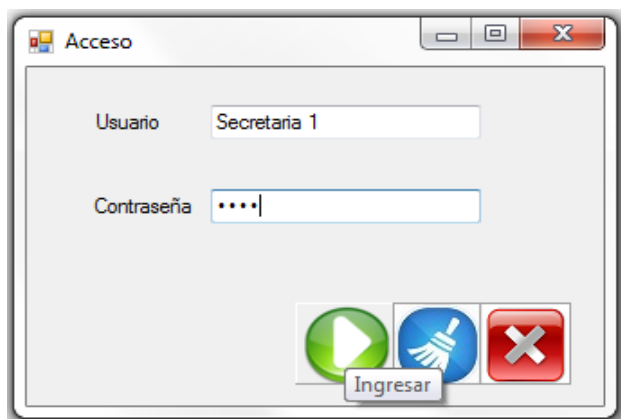 Acceso
Usuario
Secretaria 1
Contraseña
••••
Ingresar